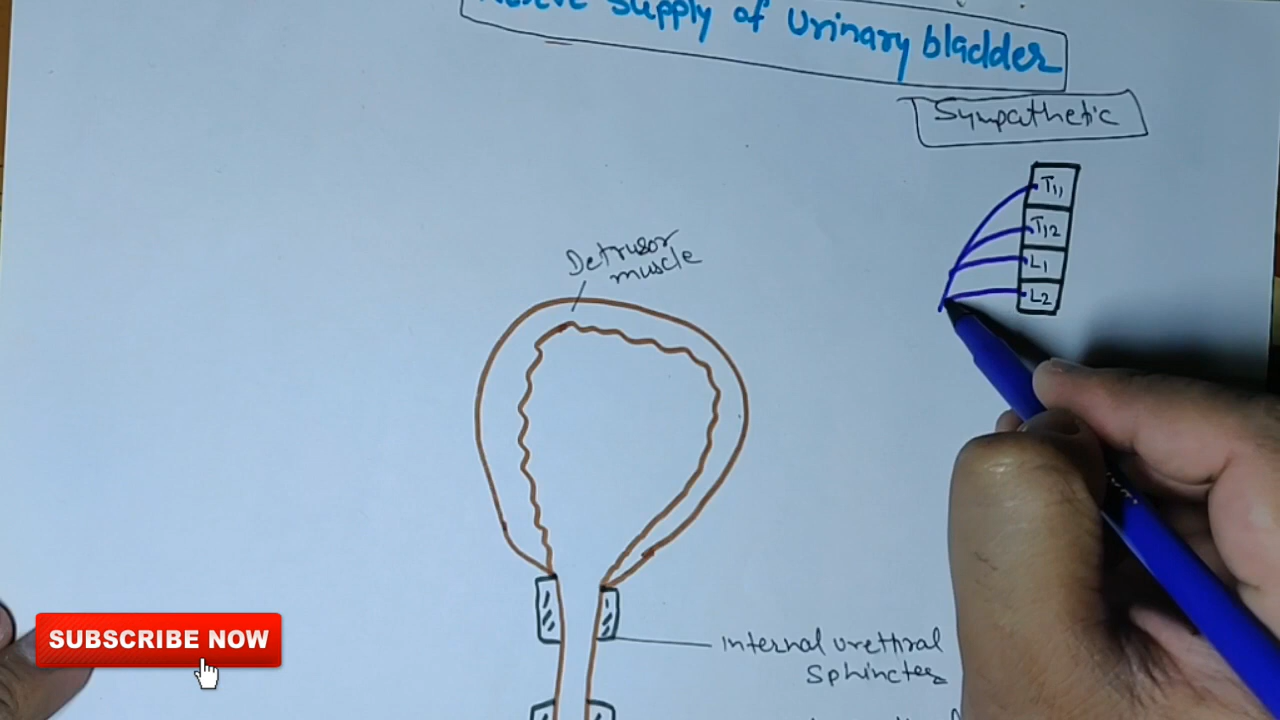 Supply of Urinary bladder
Sympathetic
T11
T12
L1
L2
Detrusor
muscle
Internal urethral
Sphincter
SUBSCRIBE NOW